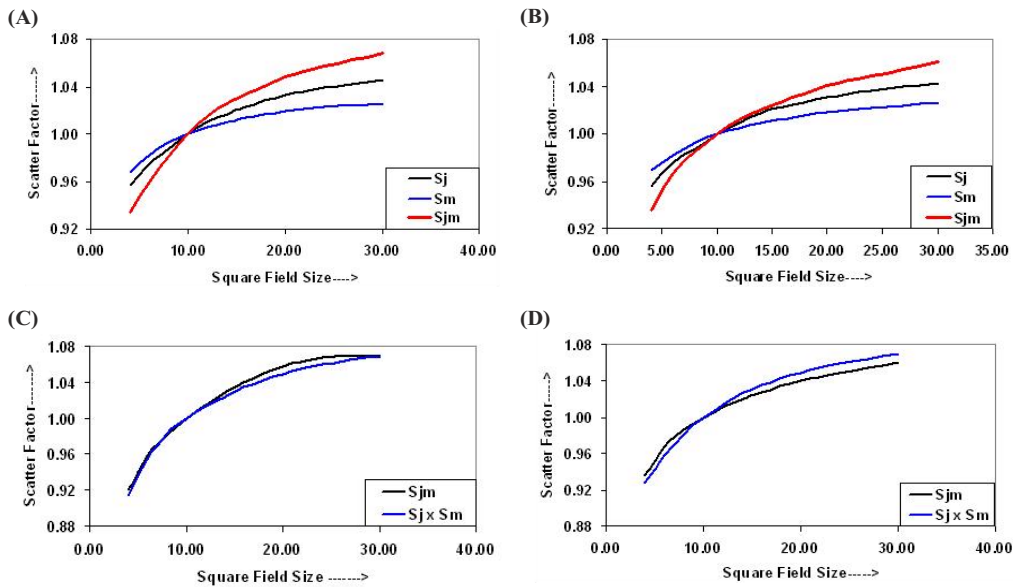 (A)
1.08
1.04
1.00
0.96
0.92
Scatter Factor----->
0.00 10.00 20.00 30.00 40.00
Square Field Size---->
Sj
Sm
Sjm
(B)
1.08
1.04
1.00
0.96
0.92
Scatter Factor------>
0.00 5.00 10.00 15.00 20.00 25.00 30.00 35.00
Square Field Size---->
Sj
Sm
Sjm
(C)
1.08
1.04
1.00
0.96
0.92
0.88
Scatter Factor------->
0.00 10.00 20.00 30.00 40.00
Square Field Size ------->
Sjm
Sj x Sm
(D)
1.08
1.04
1.00
0.96
0.92
0.88
Scatter Factor----->
0.00 10.00 20.00 30.00 40.00
Square Field Size ---->
Sjm
Sj x Sm